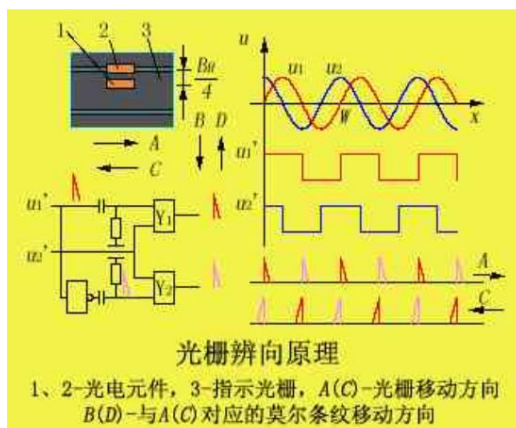 1 2 3
B_H/4
B D
A
C
u
u1 u2
W x
u1'
u2'
u1'
Y1
u2'
Y2
A
C
光栅辨向原理
1、2-光电元件，3-指示光栅，A(C)-光栅移动方向
B(D)-与A(C)对应的莫尔条纹移动方向